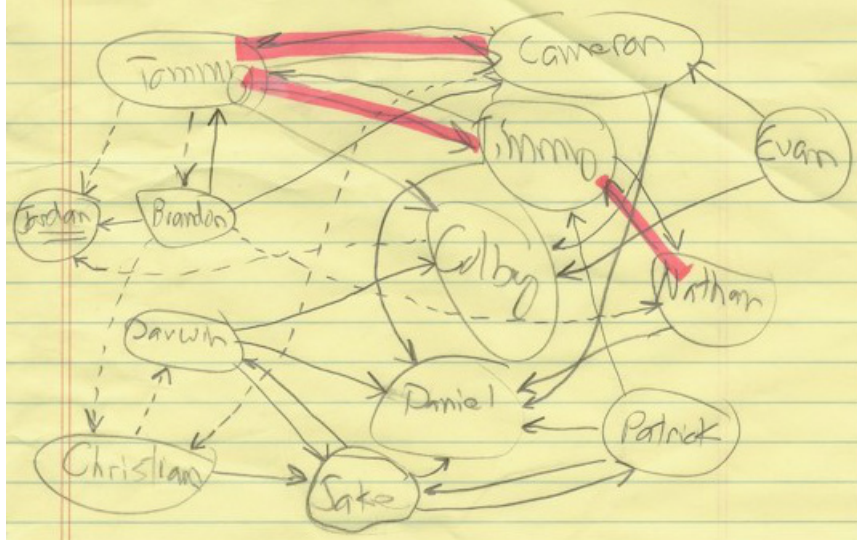 Tommy
Cameron
Timmy
Evan
Jordan
Brandon
Colby
Nathan
Darwin
Daniel
Patrick
Christian
Jake